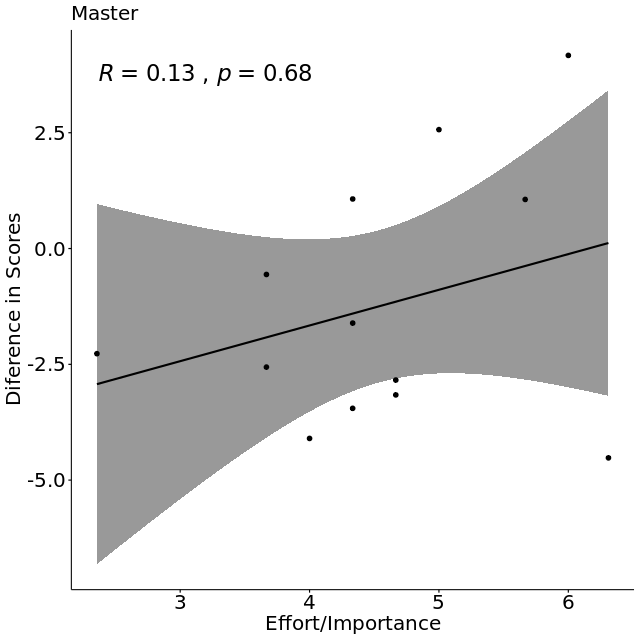 Master
R = 0.13 , p = 0.68
2.5
0.0
-2.5
-5.0
Diference in Scores
3 4 5 6
Effort/Importance